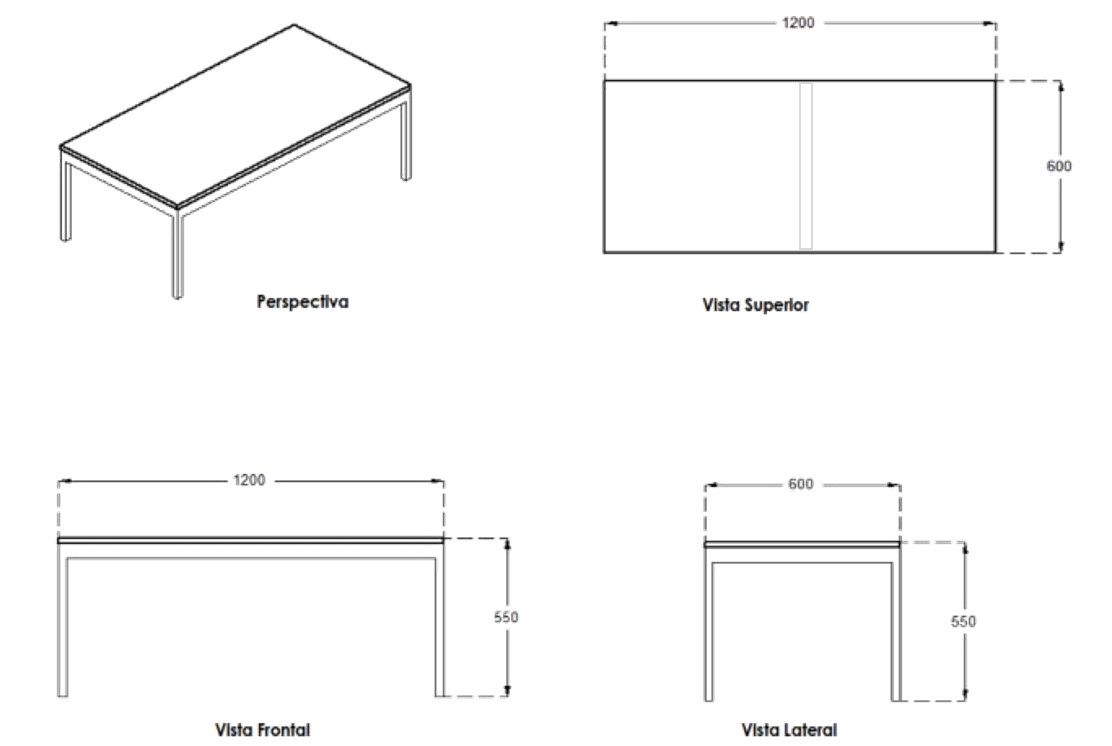 1200
600
Perspectiva
Vista Superior
1200
600
550
550
Vista Frontal
Vista Lateral